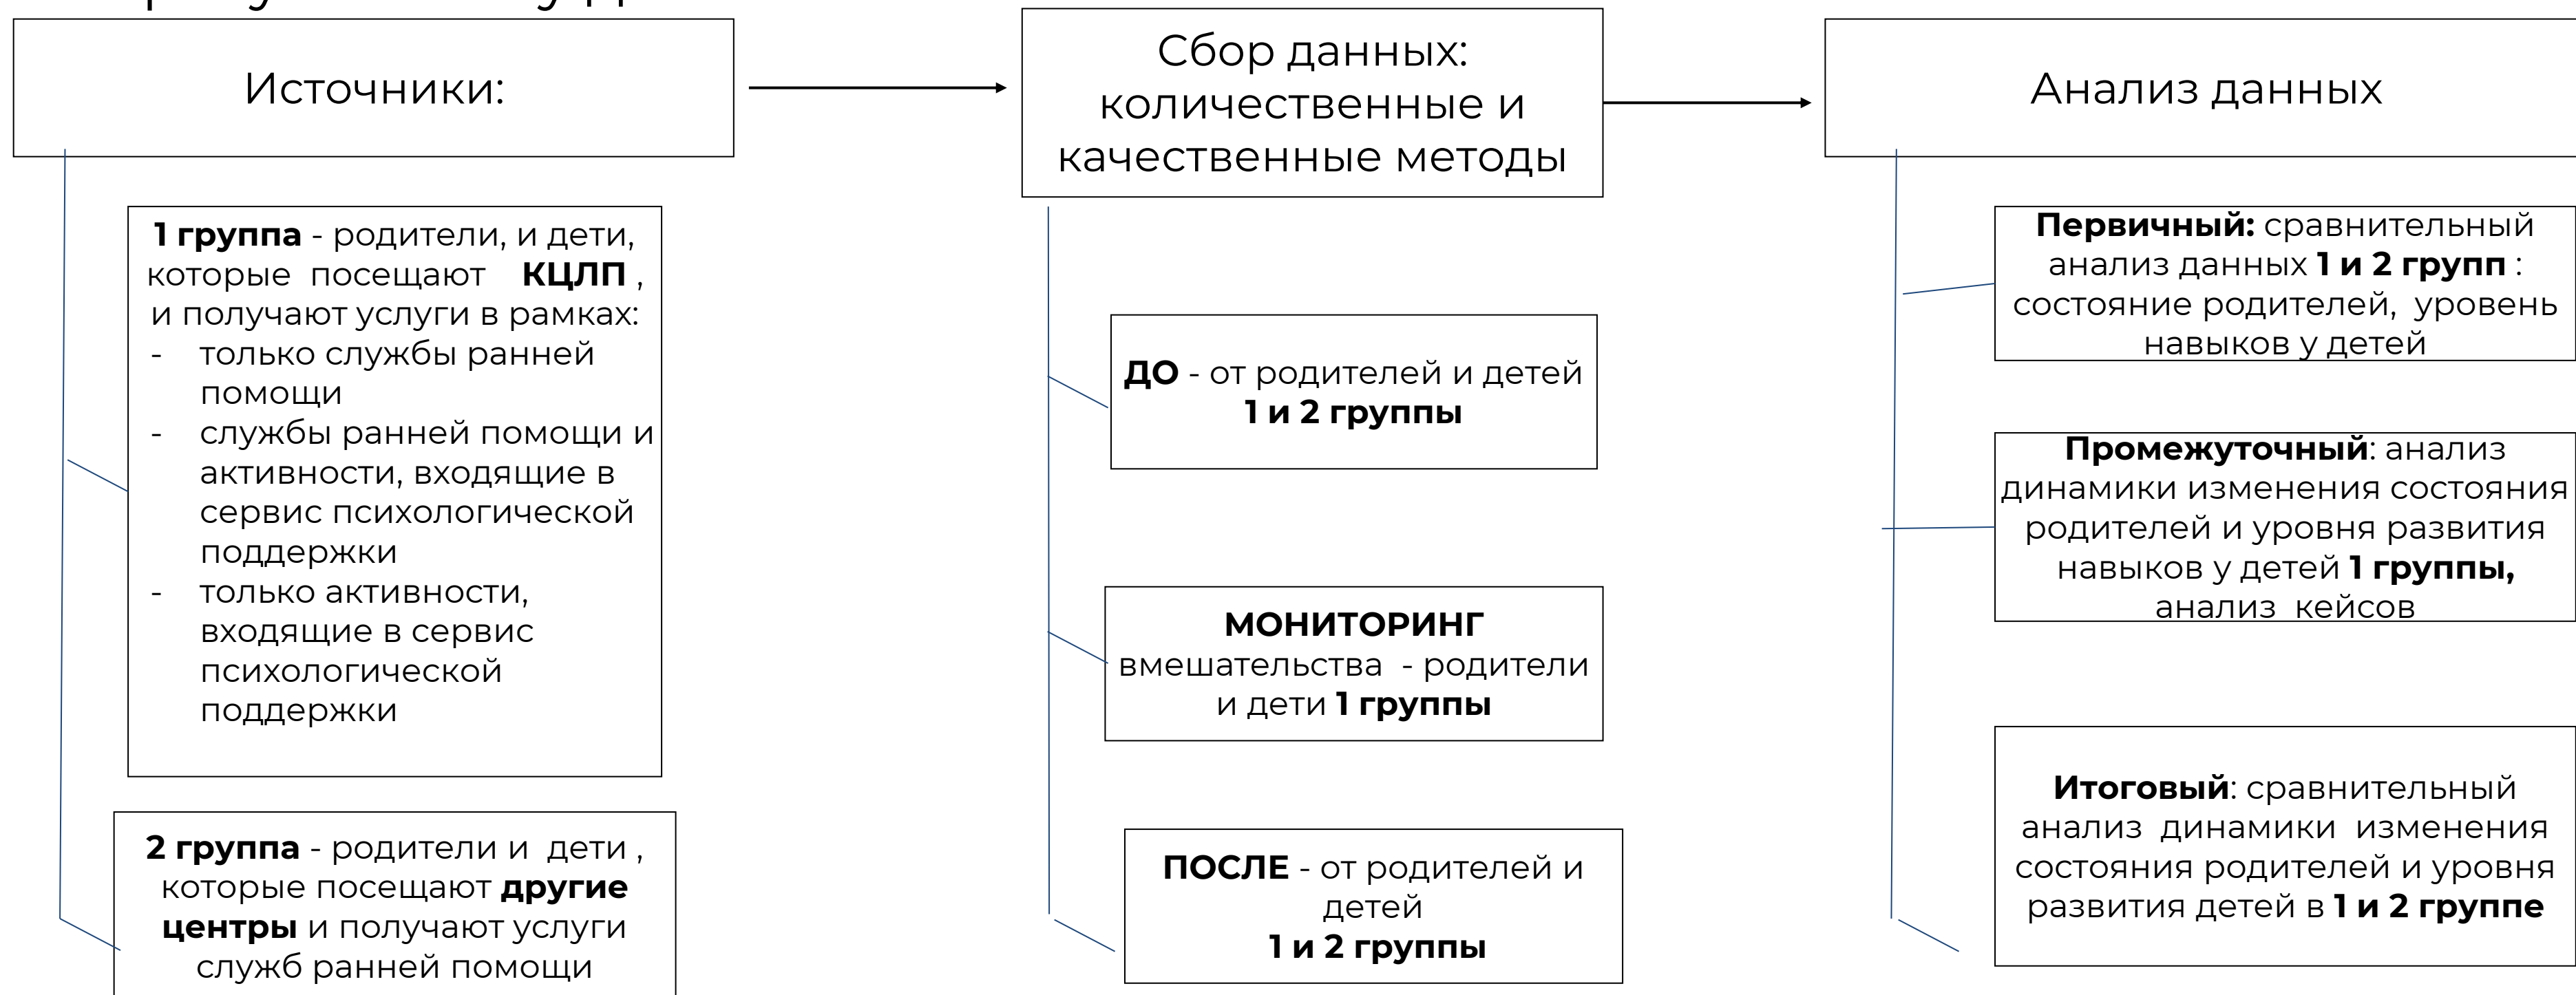 Источники:
1 группа - родители, и дети,
которые посещают КЦЛП ,
и получают услуги в рамках:
- только службы ранней
помощи
- службы ранней помощи и
активности, входящие в
сервис психологической
поддержки
- только активности,
входящие в сервис
психологической
поддержки
2 группа - родители и дети ,
которые посещают другие
центры и получают услуги
служб ранней помощи
Сбор данных:
количественные и
качественные методы
ДО - от родителей и детей
1 и 2 группы
МОНИТОРИНГ
вмешательства - родители
и дети 1 группы
ПОСЛЕ - от родителей и
детей
1 и 2 группы
Анализ данных
Первичный: сравнительный
анализ данных 1 и 2 групп :
состояние родителей, уровень
навыков у детей
Промежуточный: анализ
динамики изменения состояния
родителей и уровня развития
навыков у детей 1 группы,
анализ кейсов
Итоговый: сравнительный
анализ динамики изменения
состояния родителей и уровня
развития детей в 1 и 2 группе